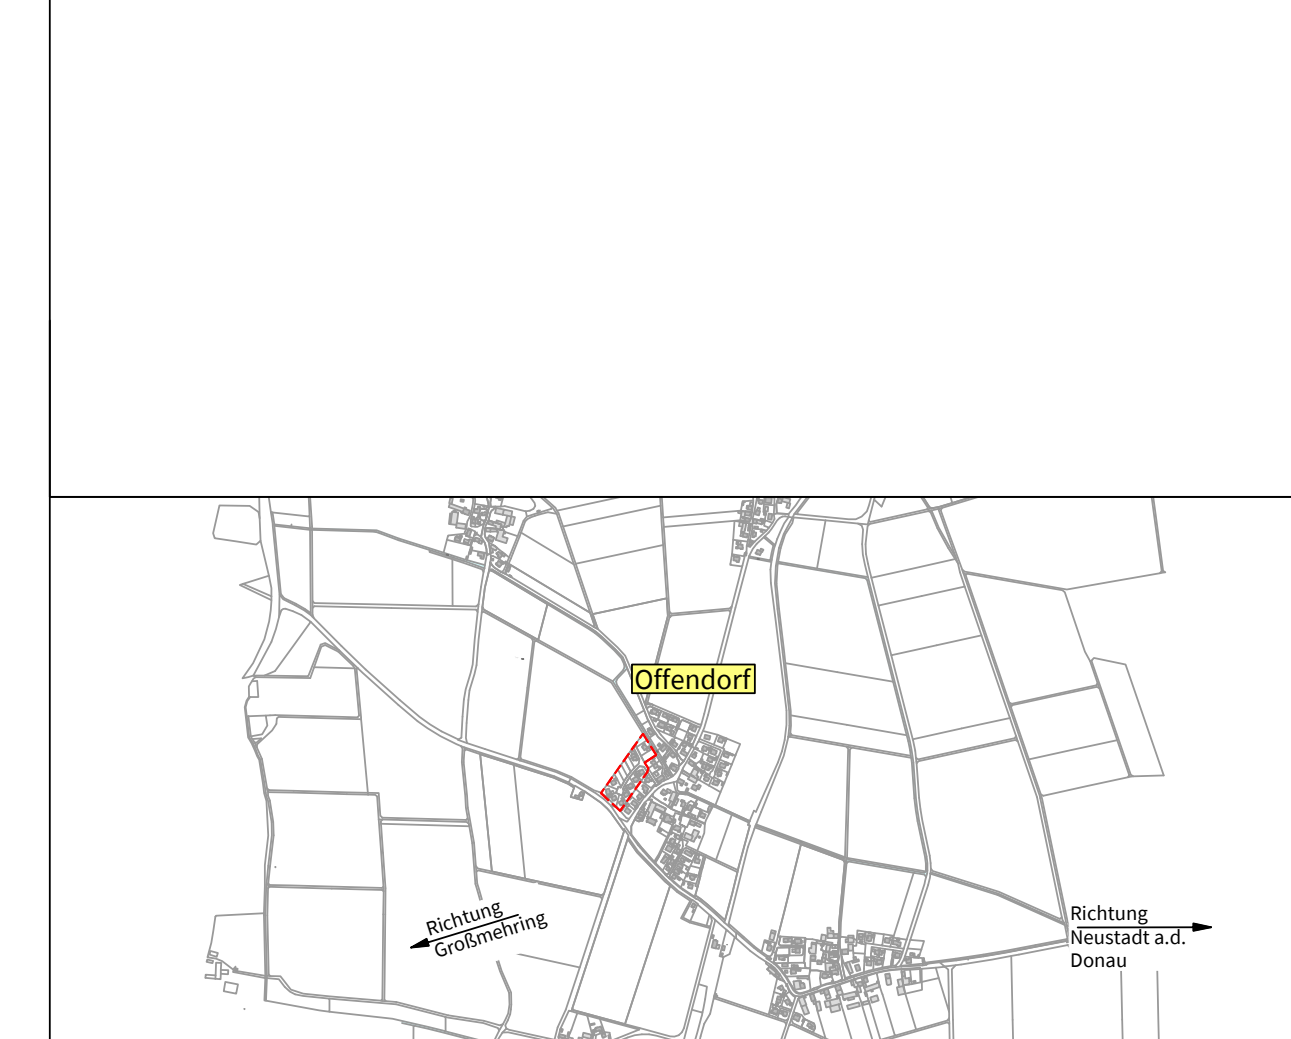 Offendorf
Richtung
Großmehring
Richtung
Neustadt a.d.
Donau